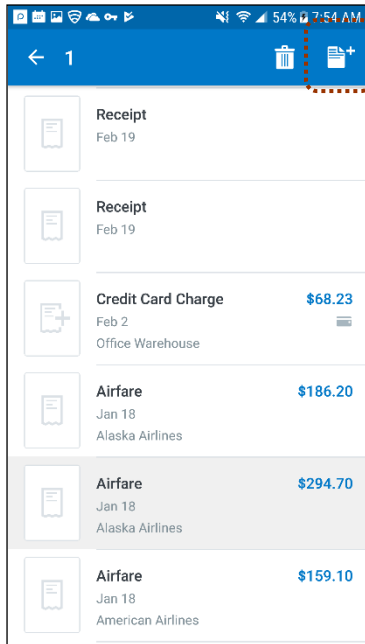 54% 7:54 AM
1
Receipt
Feb 19
Receipt
Feb 19
Credit Card Charge $68.23
Feb 2
Office Warehouse
Airfare $186.20
Jan 18
Alaska Airlines
Airfare $294.70
Jan 18
Alaska Airlines
Airfare $159.10
Jan 18
American Airlines